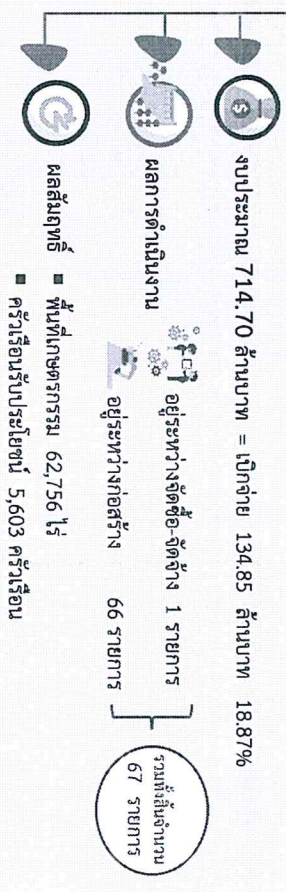 งบประมาณ 714.70 ล้านบาท = เบิกจ่าย 134.85 ล้านบาท 18.87%
ผลการดำเนินงาน
อยู่ระหว่างจัดซื้อ-จัดจ้าง 1 รายการ
อยู่ระหว่างก่อสร้าง 66 รายการ
รวมทั้งสิ้นจำนวน
67 รายการ
ผลสัมฤทธิ์ ▪ พื้นที่เกษตรกรรม 62,756 ไร่
▪ ครัวเรือนรับประโยชน์ 5,603 ครัวเรือน